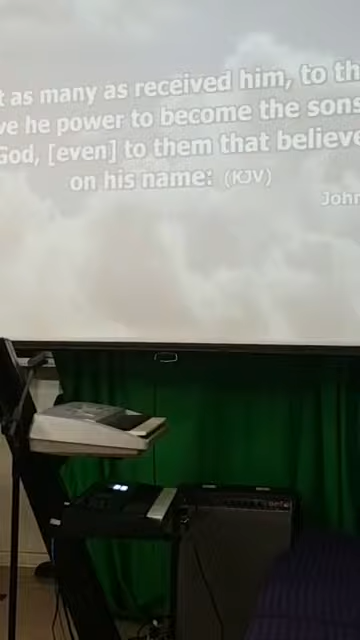 t as many as received him, to th
ve he power to become the sons
God, [even] to them that believe
on his name: (KJV)
John